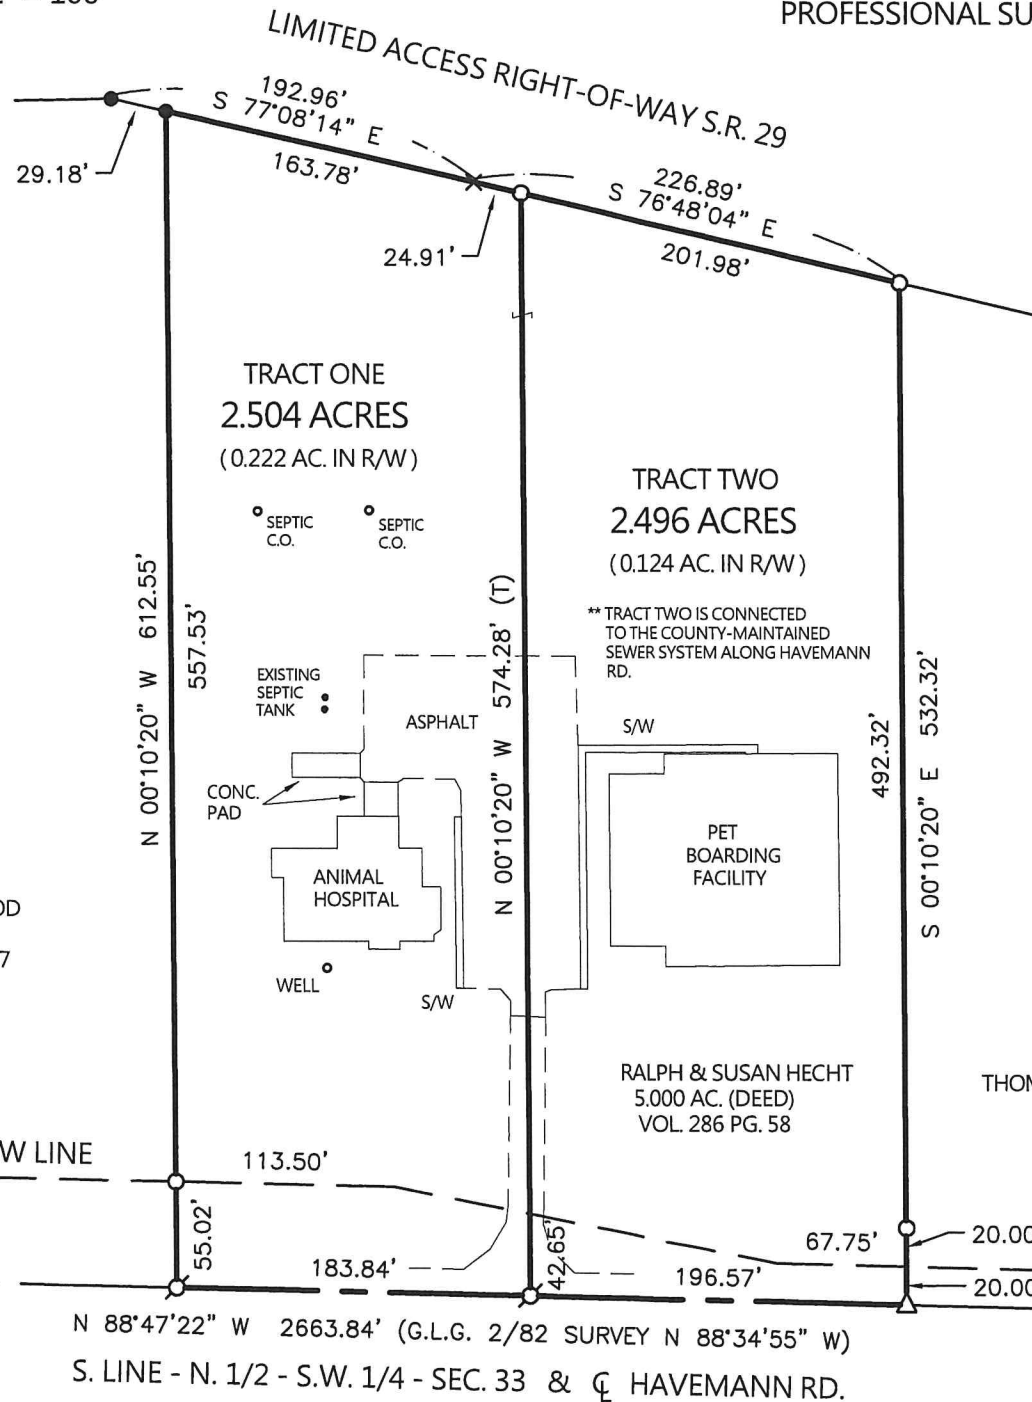 PROFESSIONAL SU
LIMITED ACCESS RIGHT-OF-WAY S.R. 29
192.96'
S 77°08'14" E
163.78'
29.18'
226.89'
S 76°48'04" E
201.98'
24.91'
TRACT ONE
2.504 ACRES
( 0.222 AC. IN R/W )
TRACT TWO
2.496 ACRES
( 0.124 AC. IN R/W )
SEPTIC
C.O.
SEPTIC
C.O.
** TRACT TWO IS CONNECTED
TO THE COUNTY-MAINTAINED
SEWER SYSTEM ALONG HAVEMANN
RD.
N 00°10'20" W 612.55'
557.53'
N 00°10'20" W 574.28' (T)
492.32'
S 00°10'20" E 532.32'
EXISTING
SEPTIC
TANK
ASPHALT
S/W
CONC.
PAD
ANIMAL
HOSPITAL
PET
BOARDING
FACILITY
OD
7
WELL
S/W
RALPH & SUSAN HECHT
5.000 AC. (DEED)
VOL. 286 PG. 58
THOM
W LINE
113.50'
55.02'
183.84'
42.65'
67.75'
196.57'
20.00
20.00
N 88°47'22" W 2663.84' (G.L.G. 2/82 SURVEY N 88°34'55" W)
S. LINE - N. 1/2 - S.W. 1/4 - SEC. 33 & ℄ HAVEMANN RD.